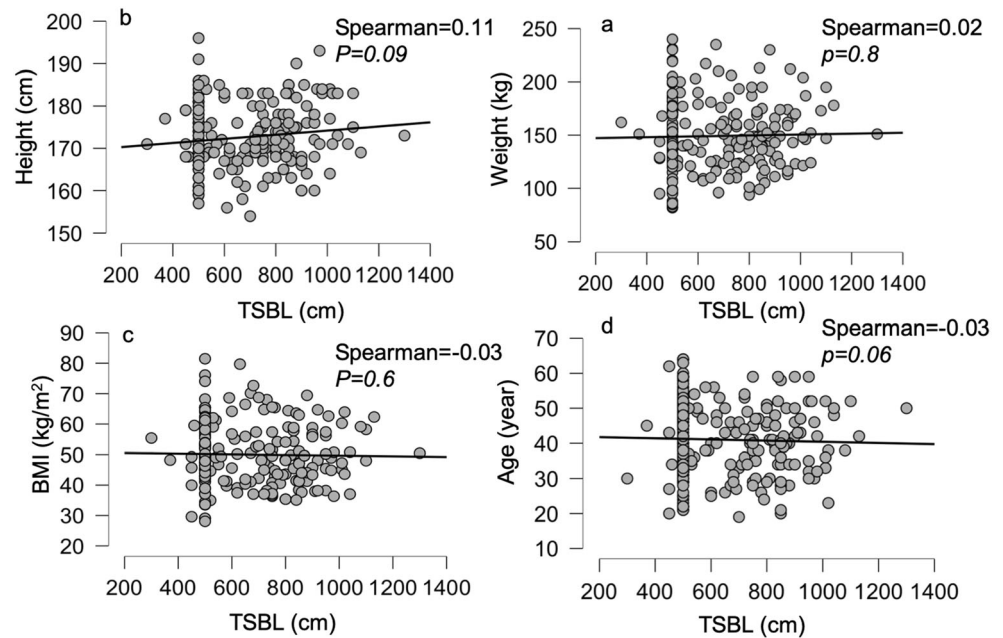 b
Spearman=0.11
P=0.09
Height (cm)
200
190
180
170
160
150
200 400 600 800 1000 1200 1400
TSBL (cm)
a
Spearman=0.02
p=0.8
Weight (kg)
250
200
150
100
50
200 400 600 800 1000 1200 1400
TSBL (cm)
c
Spearman=-0.03
P=0.6
BMI (kg/m²)
90
80
70
60
50
40
30
20
200 400 600 800 1000 1200 1400
TSBL (cm)
d
Spearman=-0.03
p=0.06
Age (year)
70
60
50
40
30
20
10
200 400 600 800 1000 1200 1400
TSBL (cm)